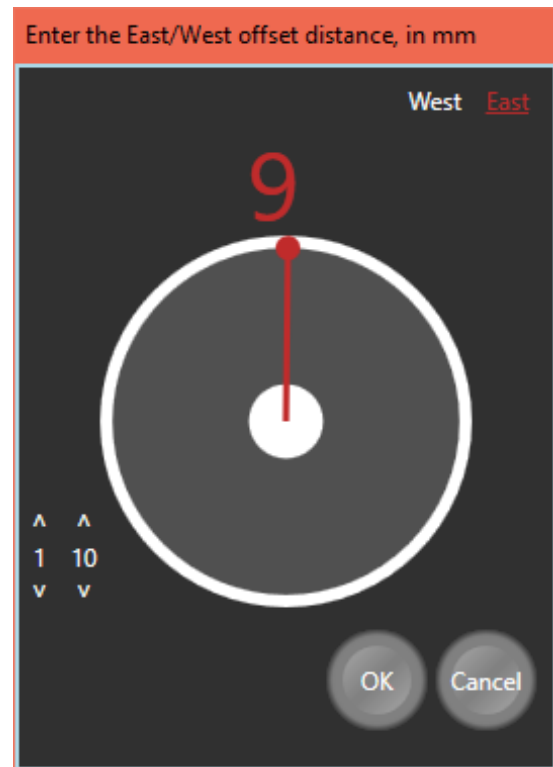 Enter the East/West offset distance, in mm
West East
9
^ ^
1 10
v v
OK Cancel